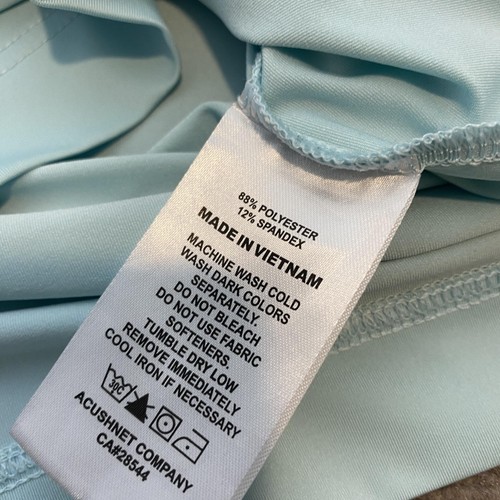 88% POLYESTER
12% SPANDEX
MADE IN VIETNAM
MACHINE WASH COLD
WASH DARK COLORS
SEPARATELY.
DO NOT BLEACH
DO NOT USE FABRIC
SOFTENERS.
TUMBLE DRY LOW
REMOVE IMMEDIATELY
COOL IRON IF NECESSARY
30C
ACUSHNET COMPANY
CA#28544